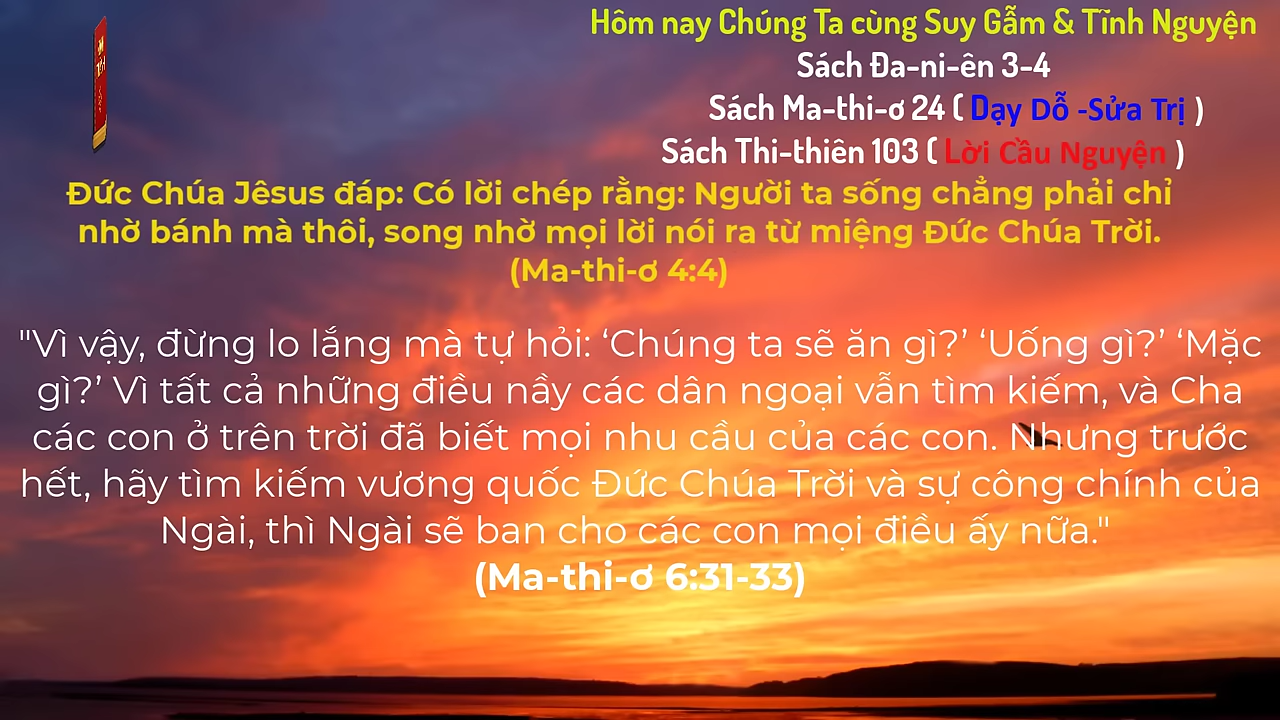 Hôm nay Chúng Ta cùng Suy Gẫm & Tĩnh Nguyện
Sách Đa-ni-ên 3-4
Sách Ma-thi-ơ 24 ( Dạy Dỗ -Sửa Trị )
Sách Thi-thiên 103 ( Lời Cầu Nguyện )
Đức Chúa Jêsus đáp: Có lời chép rằng: Người ta sống chẳng phải chỉ
nhờ bánh mà thôi, song nhờ mọi lời nói ra từ miệng Đức Chúa Trời.
(Ma-thi-ơ 4:4)
"Vì vậy, đừng lo lắng mà tự hỏi: ‘Chúng ta sẽ ăn gì?’ ‘Uống gì?’ ‘Mặc
gì?’ Vì tất cả những điều nầy các dân ngoại vẫn tìm kiếm, và Cha
các con ở trên trời đã biết mọi nhu cầu của các con. Nhưng trước
hết, hãy tìm kiếm vương quốc Đức Chúa Trời và sự công chính của
Ngài, thì Ngài sẽ ban cho các con mọi điều ấy nữa."
(Ma-thi-ơ 6:31-33)